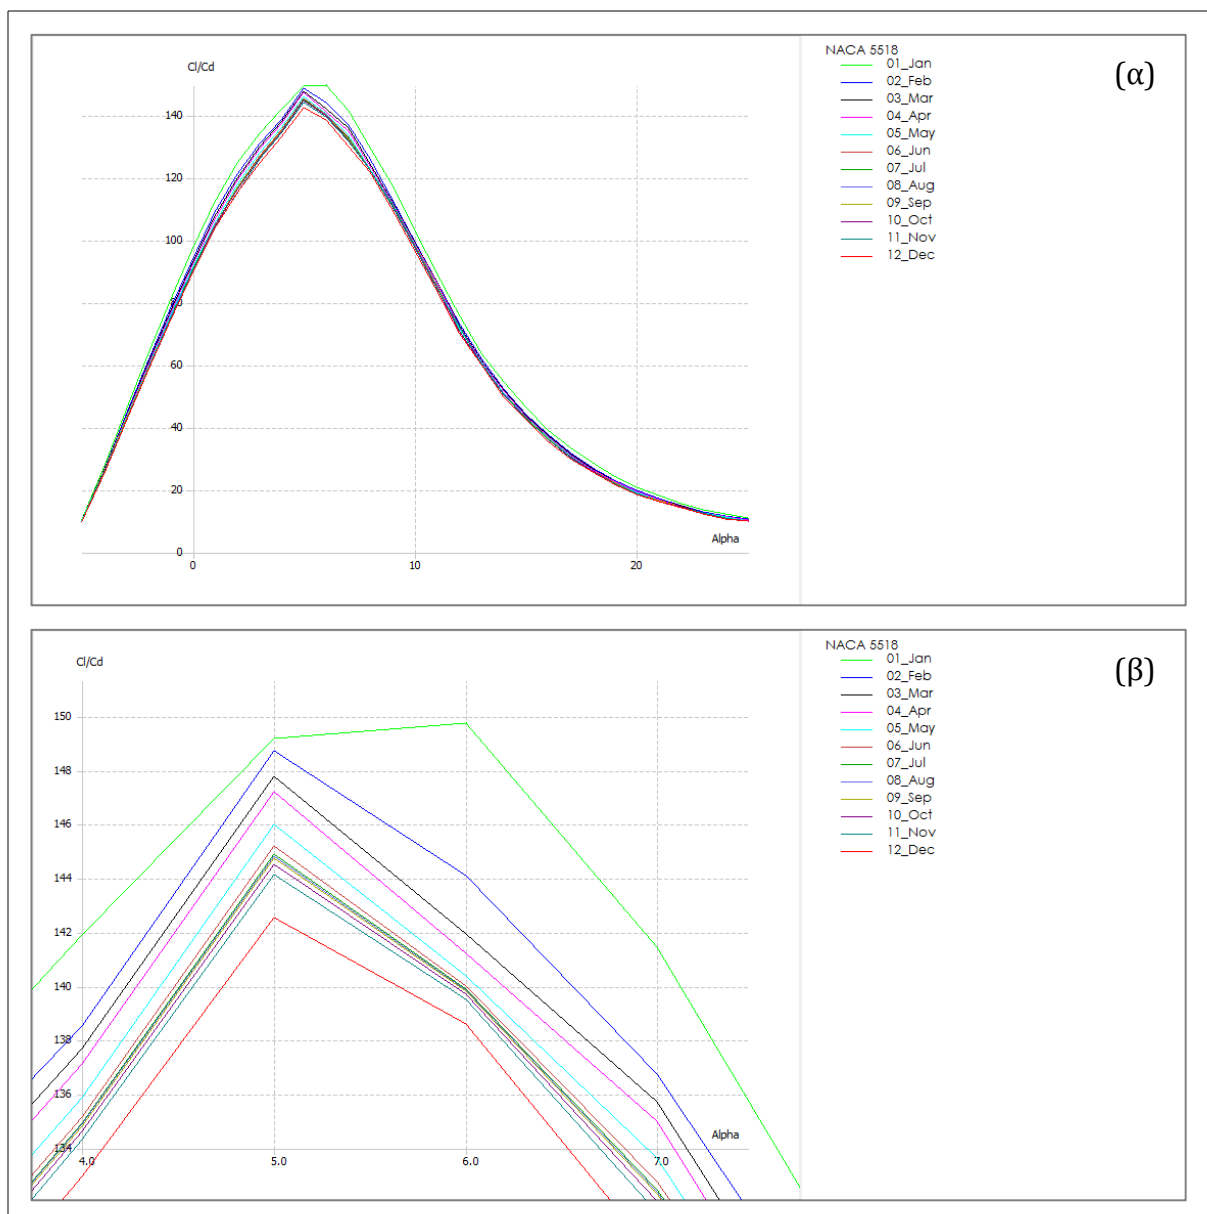 Cl/Cd
140
120
100
80
60
40
20
0
0
10
20
Alpha
NACA 5518
01_Jan
02_Feb
03_Mar
04_Apr
05_May
06_Jun
07_Jul
08_Aug
09_Sep
10_Oct
11_Nov
12_Dec
(α)
Cl/Cd
150
148
146
144
142
140
138
136
134
4.0
5.0
6.0
7.0
Alpha
NACA 5518
01_Jan
02_Feb
03_Mar
04_Apr
05_May
06_Jun
07_Jul
08_Aug
09_Sep
10_Oct
11_Nov
12_Dec
(β)